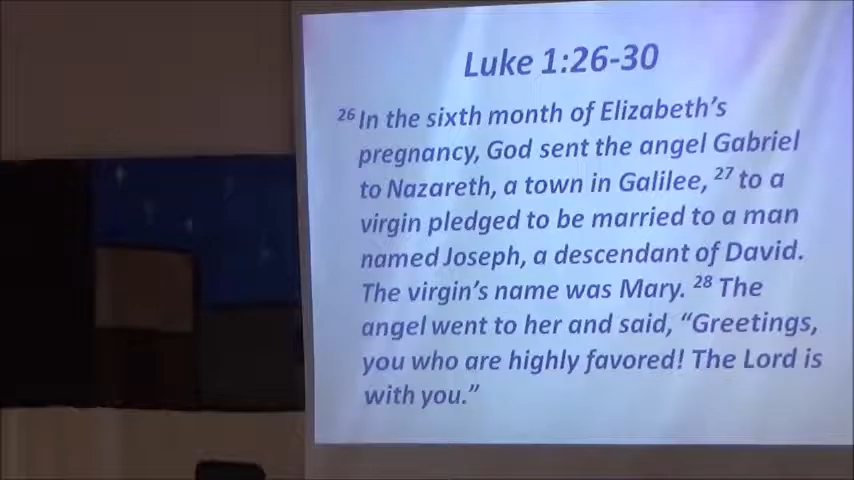 Luke 1:26-30
26 In the sixth month of Elizabeth's
pregnancy, God sent the angel Gabriel
to Nazareth, a town in Galilee, 27 to a
virgin pledged to be married to a man
named Joseph, a descendant of David.
The virgin's name was Mary. 28 The
angel went to her and said, “Greetings,
you who are highly favored! The Lord is
with you.”